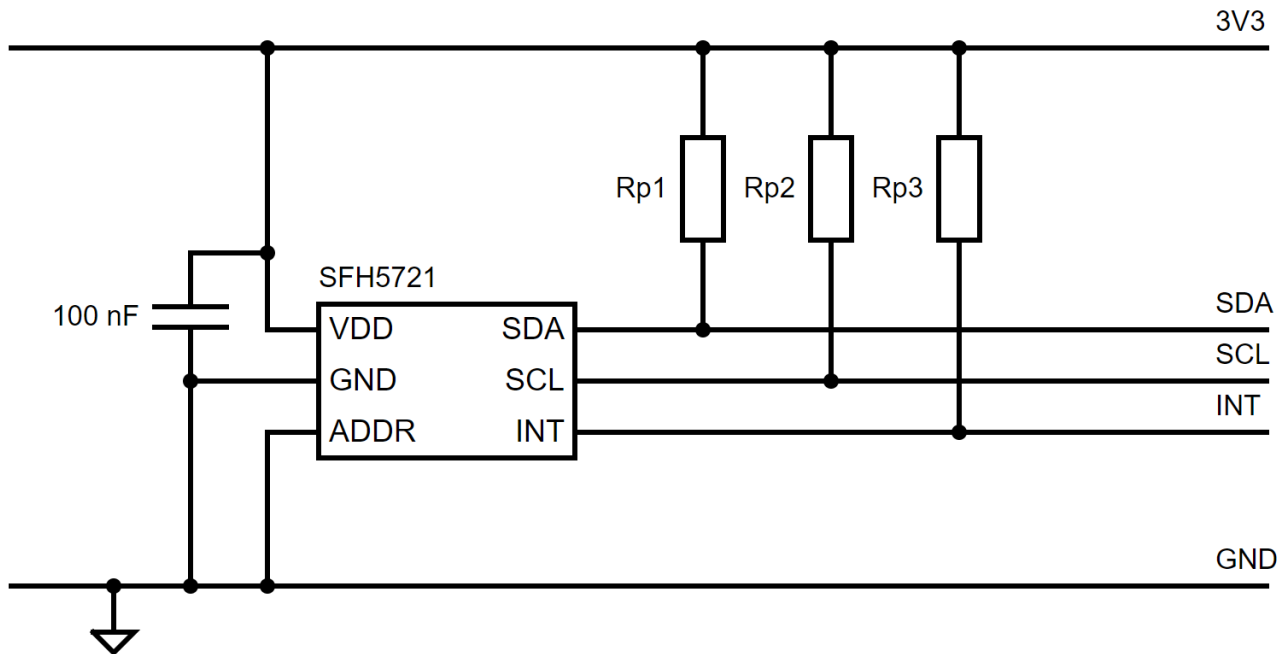 3V3
Rp1
Rp2
Rp3
SFH5721
100 nF
VDD
SDA
GND
SCL
ADDR
INT
SDA
SCL
INT
GND